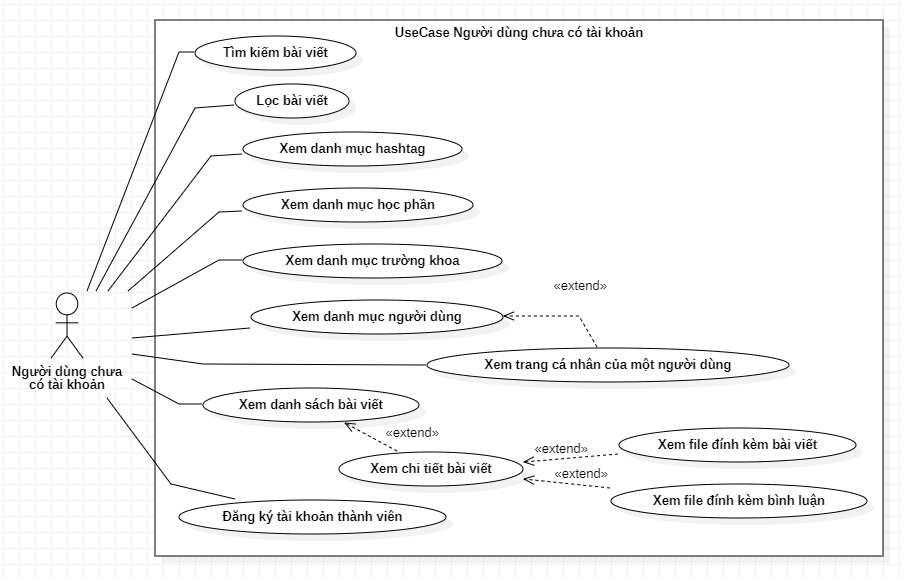 UseCase Người dùng chưa có tài khoản
Tìm kiếm bài viết
Lọc bài viết
Xem danh mục hashtag
Xem danh mục học phần
Xem danh mục trường khoa
«extend»
Xem danh mục người dùng
Xem trang cá nhân của một người dùng
Người dùng chưa
có tài khoản
Xem danh sách bài viết
«extend»
Xem chi tiết bài viết
«extend»
Xem file đính kèm bài viết
«extend»
Xem file đính kèm bình luận
Đăng ký tài khoản thành viên